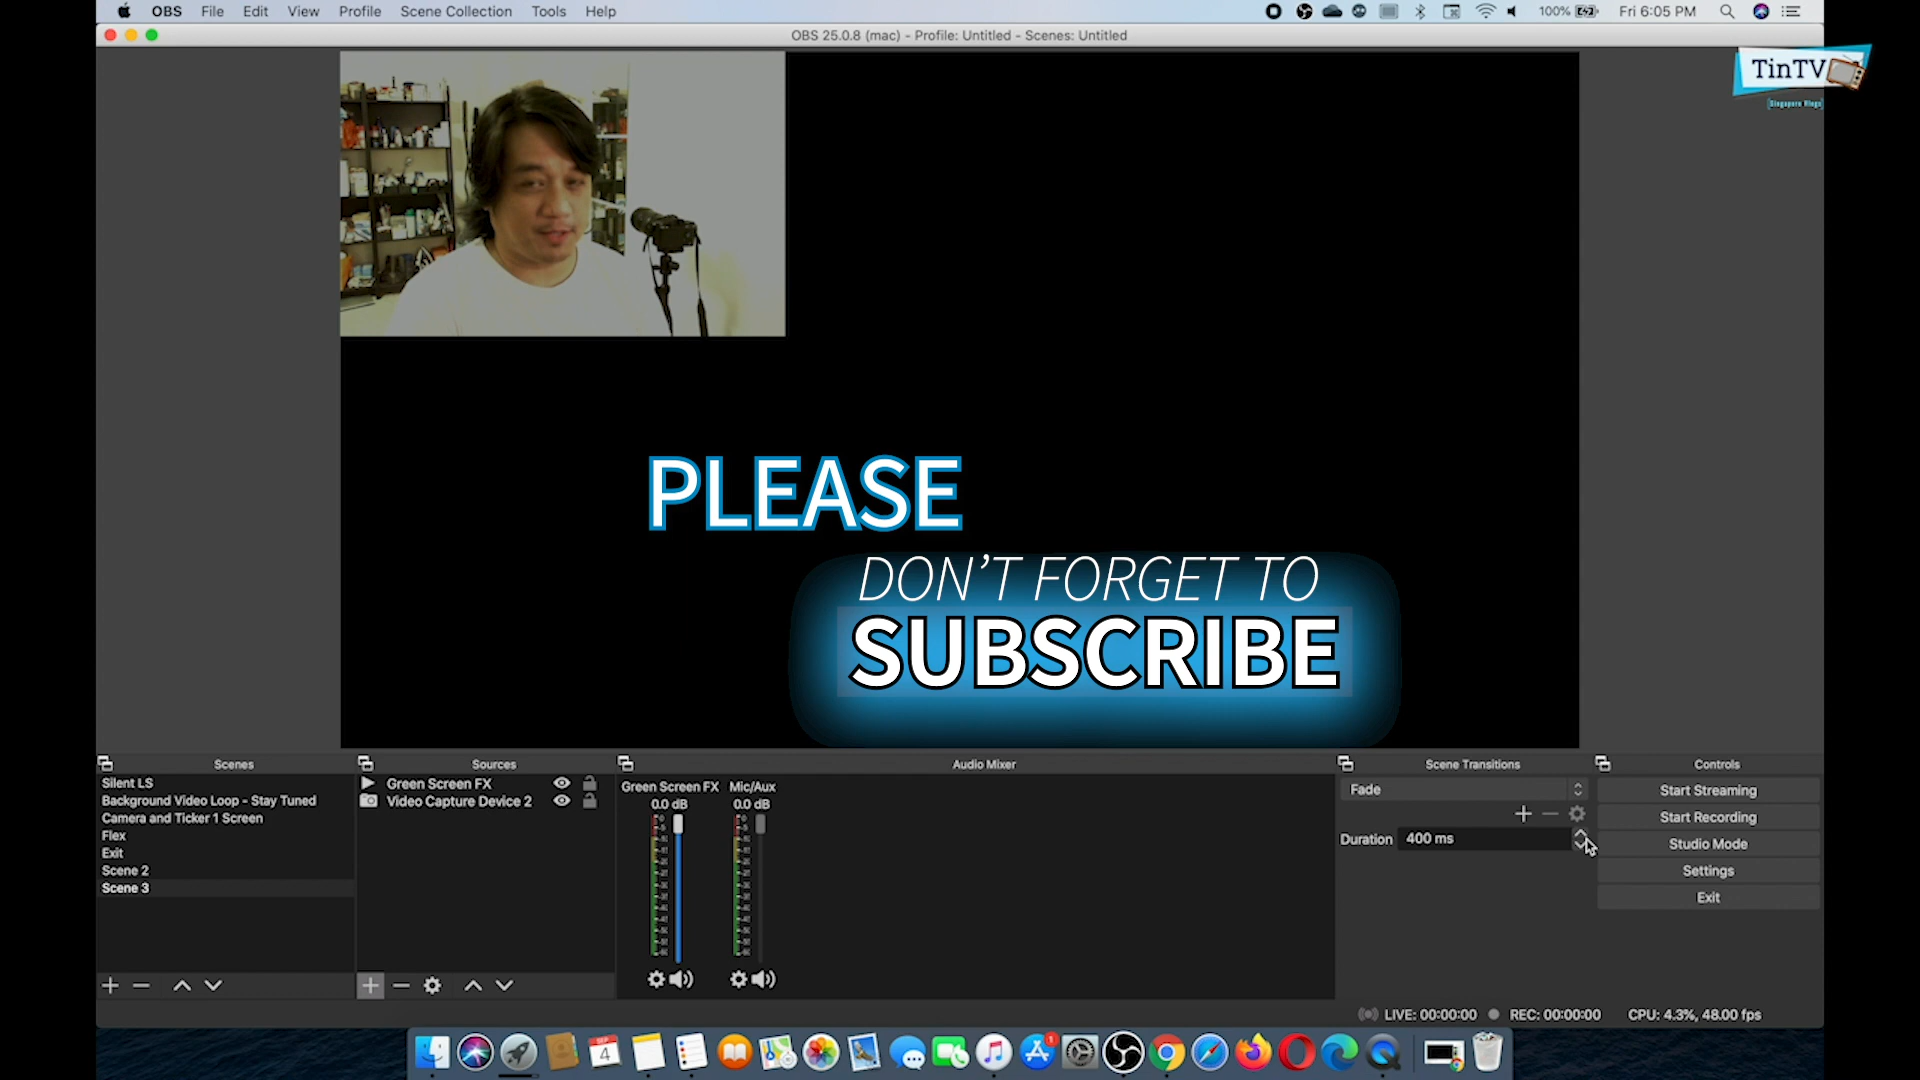 OBS File Edit View Profile Scene Collection Tools Help 100% Fri 6:05 PM
OBS 25.0.8 (mac) - Profile: Untitled - Scenes: Untitled
TinTV
Singapore Vlogs
PLEASE
DON'T FORGET TO
SUBSCRIBE
Scenes
Silent LS
Background Video Loop - Stay Tuned
Camera and Ticker 1 Screen
Flex
Exit
Scene 2
Scene 3
Sources
Green Screen FX
Video Capture Device 2
Audio Mixer
Green Screen FX Mic/Aux
0.0 dB 0.0 dB
Scene Transitions
Fade
Duration 400 ms
Controls
Start Streaming
Start Recording
Studio Mode
Settings
Exit
LIVE: 00:00:00 REC: 00:00:00 CPU: 4.3%, 48.00 fps
4
1